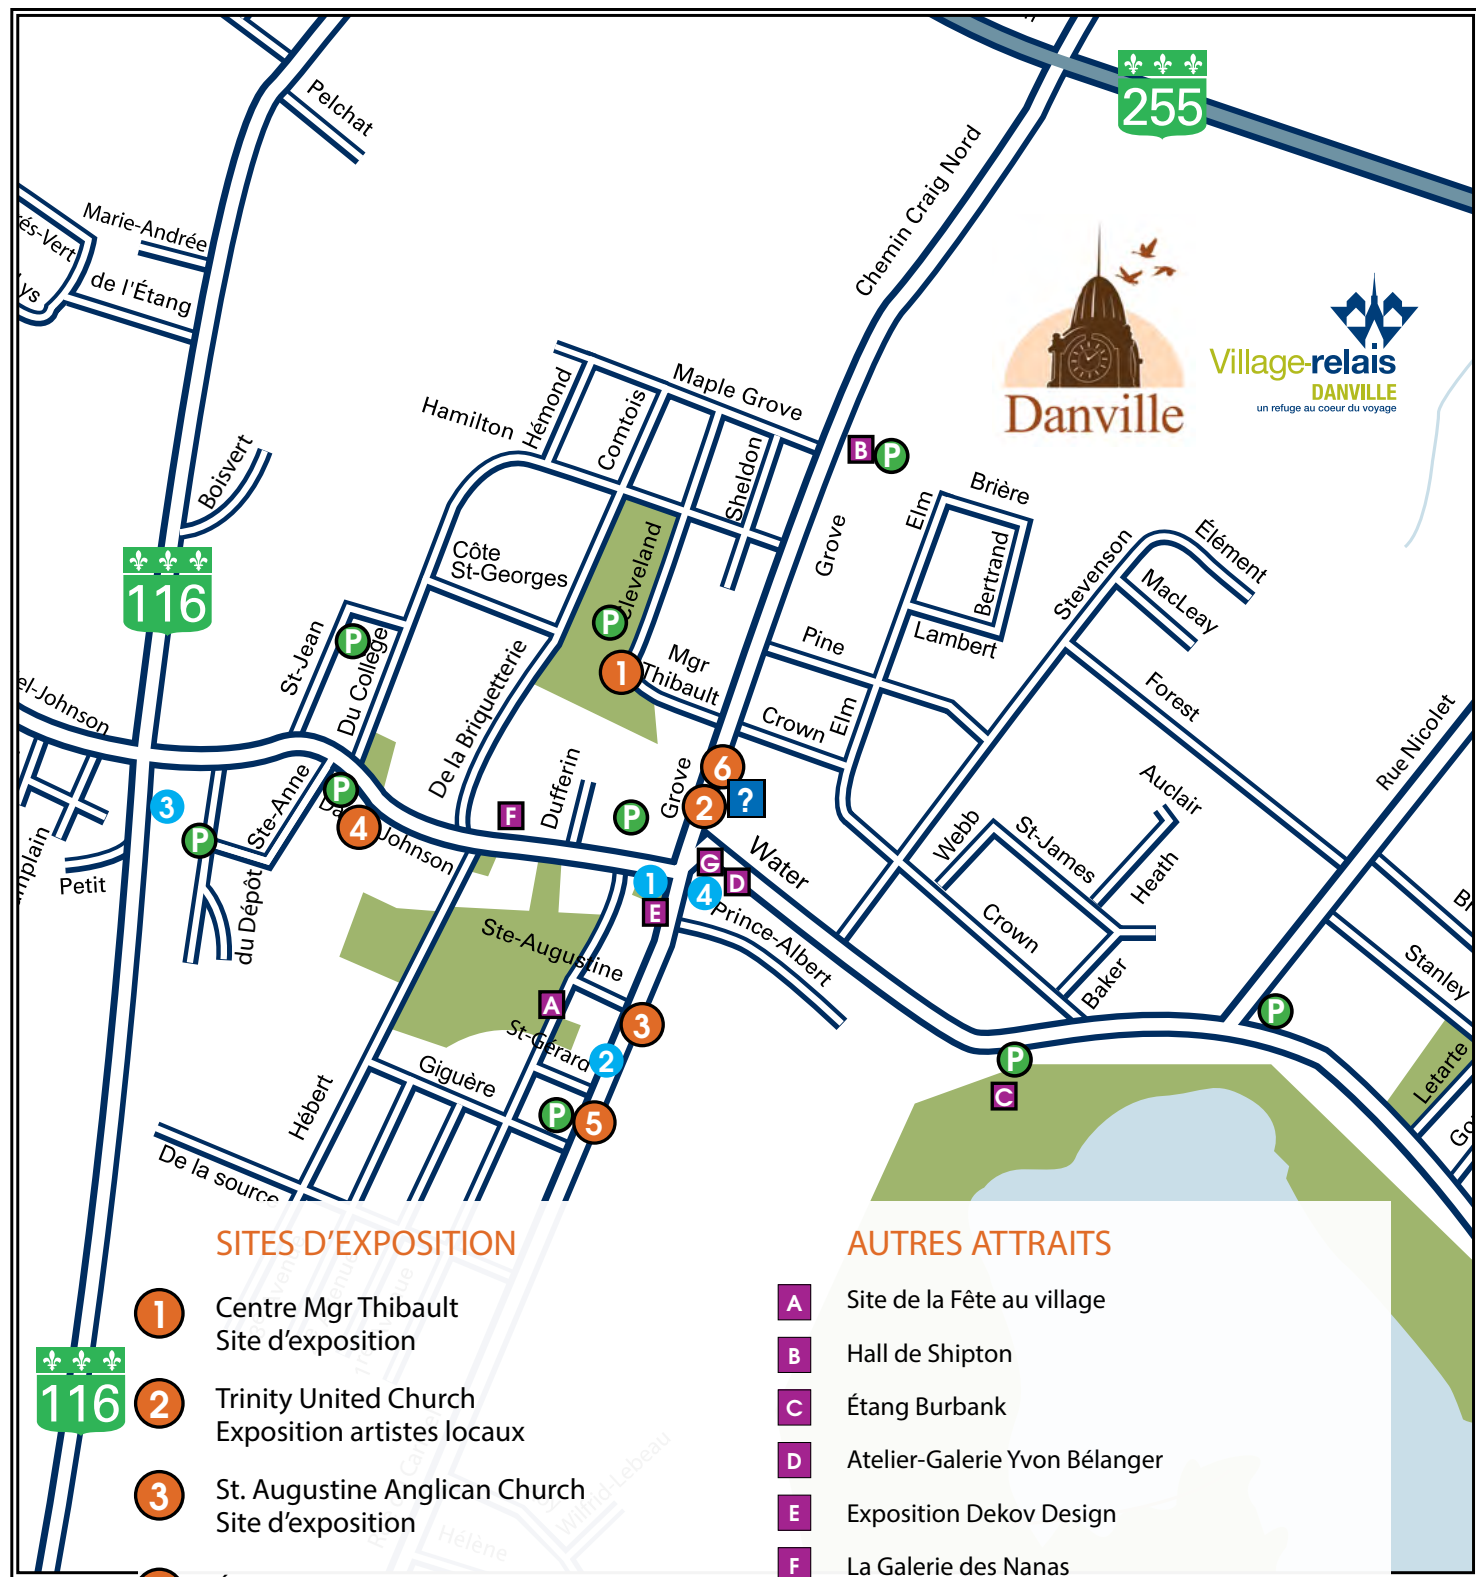 255
Pelchat
Chemin Craig Nord
Marie-Andrée
de l'Étang
Danville
Village-relais
DANVILLE
un refuge au coeur du voyage
Maple Grove
Hamilton
Hémond
Comtois
Sheldon
B
P
Boisvert
Elm
Brière
Grove
Bertrand
Stevenson
Élément
MacLeay
Côte
St-Georges
Cleveland
116
P
P
St-Jean
Du Collège
De la Briquetterie
1
Mgr
Thibault
Pine
Lambert
Forest
Crown
Elm
Rue Nicolet
Grove
6
2
?
3
P
P
Ste-Anne
4
Johnson
F
Dufferin
P
Water
Webb
St-James
Auclair
Heath
Petit
du Dépôt
1
G
D
4
E
Prince-Albert
Crown
Baker
Stanley
Ste-Augustine
A
3
St-Gérard
2
P
5
Giguère
Hébert
De la source
P
P
C
Letarte
SITES D'EXPOSITION
1 Centre Mgr Thibault
Site d'exposition
2 Trinity United Church
Exposition artistes locaux
3 St. Augustine Anglican Church
Site d'exposition
116
Hélène
Wilfrid-Lebeau
AUTRES ATTRAITS
A Site de la Fête au village
B Hall de Shipton
C Étang Burbank
D Atelier-Galerie Yvon Bélanger
E Exposition Dekov Design
F La Galerie des Nanas